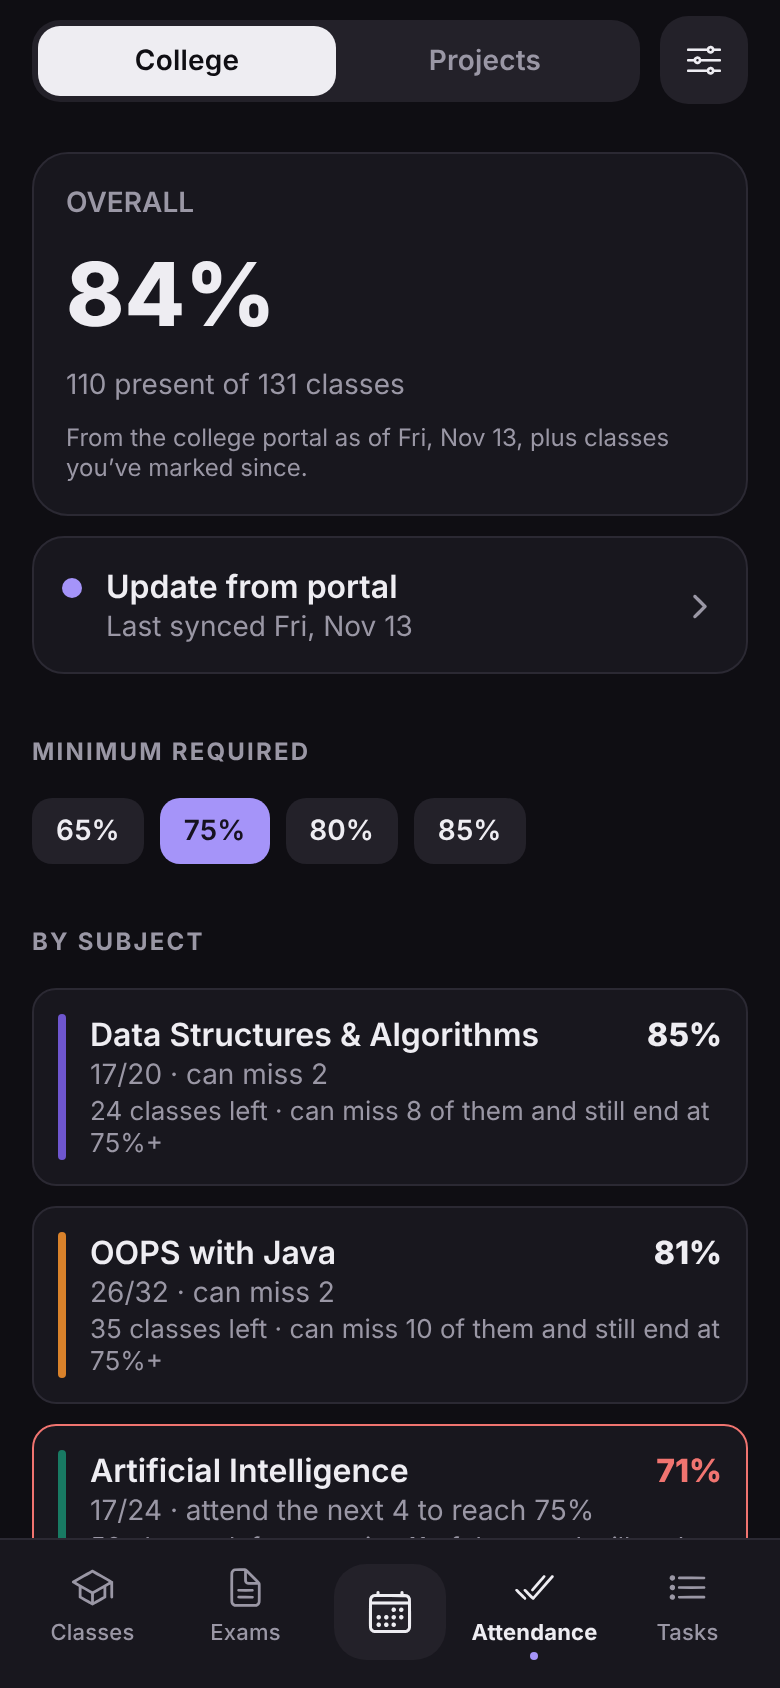 College
Projects
OVERALL
84%
110 present of 131 classes
From the college portal as of Fri, Nov 13, plus classes
you’ve marked since.
Update from portal
Last synced Fri, Nov 13
MINIMUM REQUIRED
65%
75%
80%
85%
BY SUBJECT
Data Structures & Algorithms
85%
17/20 · can miss 2
24 classes left · can miss 8 of them and still end at
75%+
OOPS with Java
81%
26/32 · can miss 2
35 classes left · can miss 10 of them and still end at
75%+
Artificial Intelligence
71%
17/24 · attend the next 4 to reach 75%
Classes
Exams
Attendance
Tasks